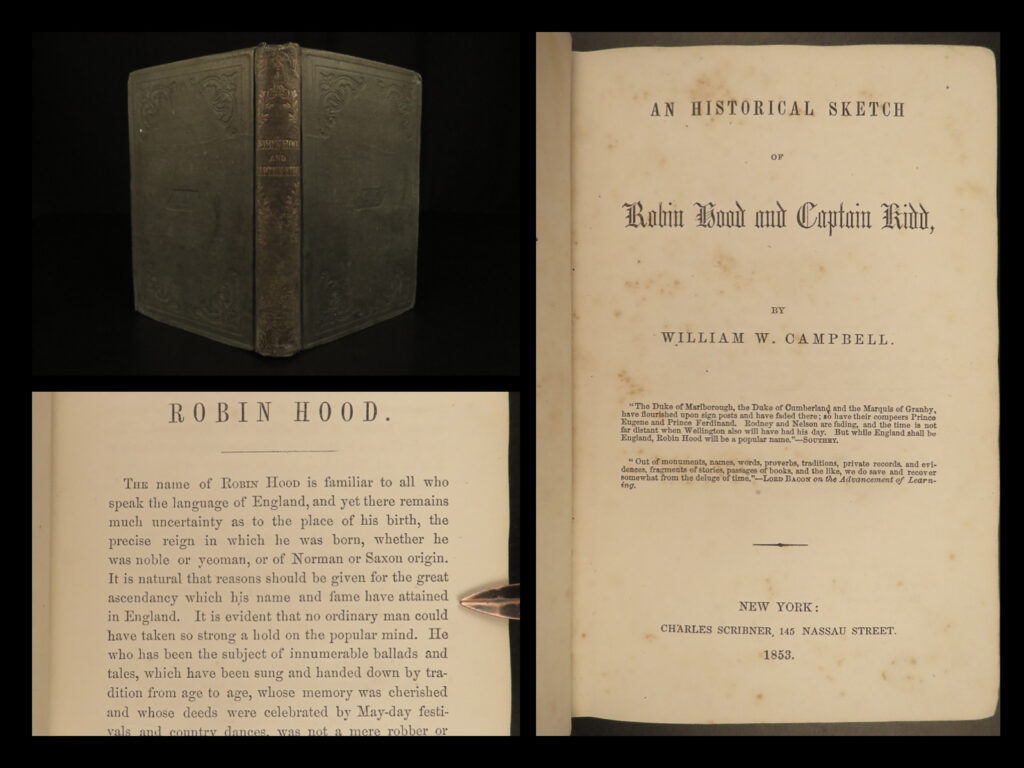 ROBIN HOOD
AND
AN HISTORICAL SKETCH
OF
Robin Hood and Captain Kidd,
BY
WILLIAM W. CAMPBELL.
"The Duke of Marlborough, the Duke of Cumberland and the Marquis of Granby,
have flourished upon sign posts and have faded there; so have their compeers Prince
Eugene and Prince Ferdinand. Rodney and Nelson are fading, and the time is not
far distant when Wellington also will have had his day. But while England shall be
England, Robin Hood will be a popular name."—SOUTHEY.
"Out of monuments, names, words, proverbs, traditions, private records, and evi-
dences, fragments of stories, passages of books, and the like, we do save and recover
somewhat from the deluge of time."—LORD BACON on the Advancement of Learn-
ing.
NEW YORK:
CHARLES SCRIBNER, 145 NASSAU STREET.
1853.
ROBIN HOOD.
THE name of ROBIN HOOD is familiar to all who
speak the language of England, and yet there remains
much uncertainty as to the place of his birth, the
precise reign in which he was born, whether he
was noble or yeoman, or of Norman or Saxon origin.
It is natural that reasons should be given for the great
ascendancy which his name and fame have attained
in England. It is evident that no ordinary man could
have taken so strong a hold on the popular mind. He
who has been the subject of innumerable ballads and
tales, which have been sung and handed down by tra-
dition from age to age, whose memory was cherished
and whose deeds were celebrated by May-day festi-
vals and country dances, was not a mere robber or